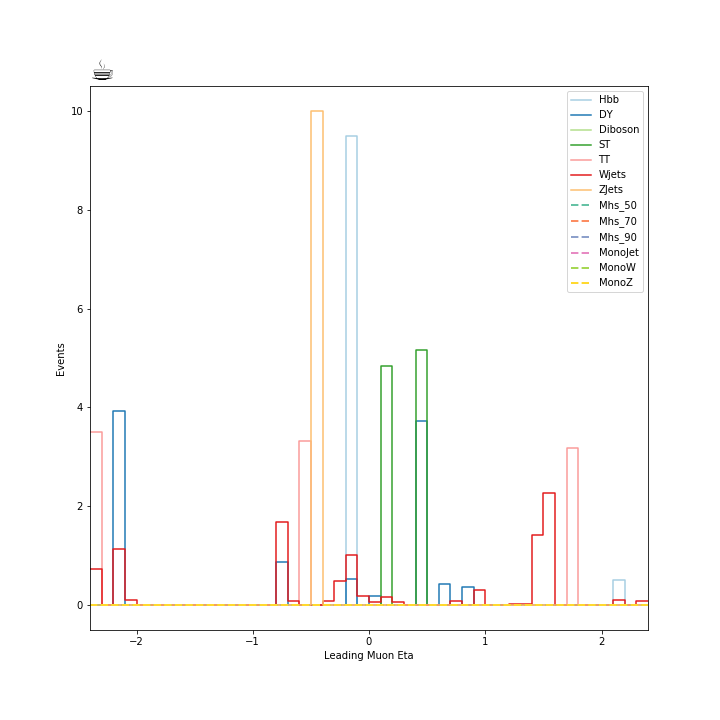 ☕
10
8
6
4
2
0
Events
−2
−1
0
1
2
Leading Muon Eta
Hbb
DY
Diboson
ST
TT
Wjets
ZJets
Mhs_50
Mhs_70
Mhs_90
MonoJet
MonoW
MonoZ